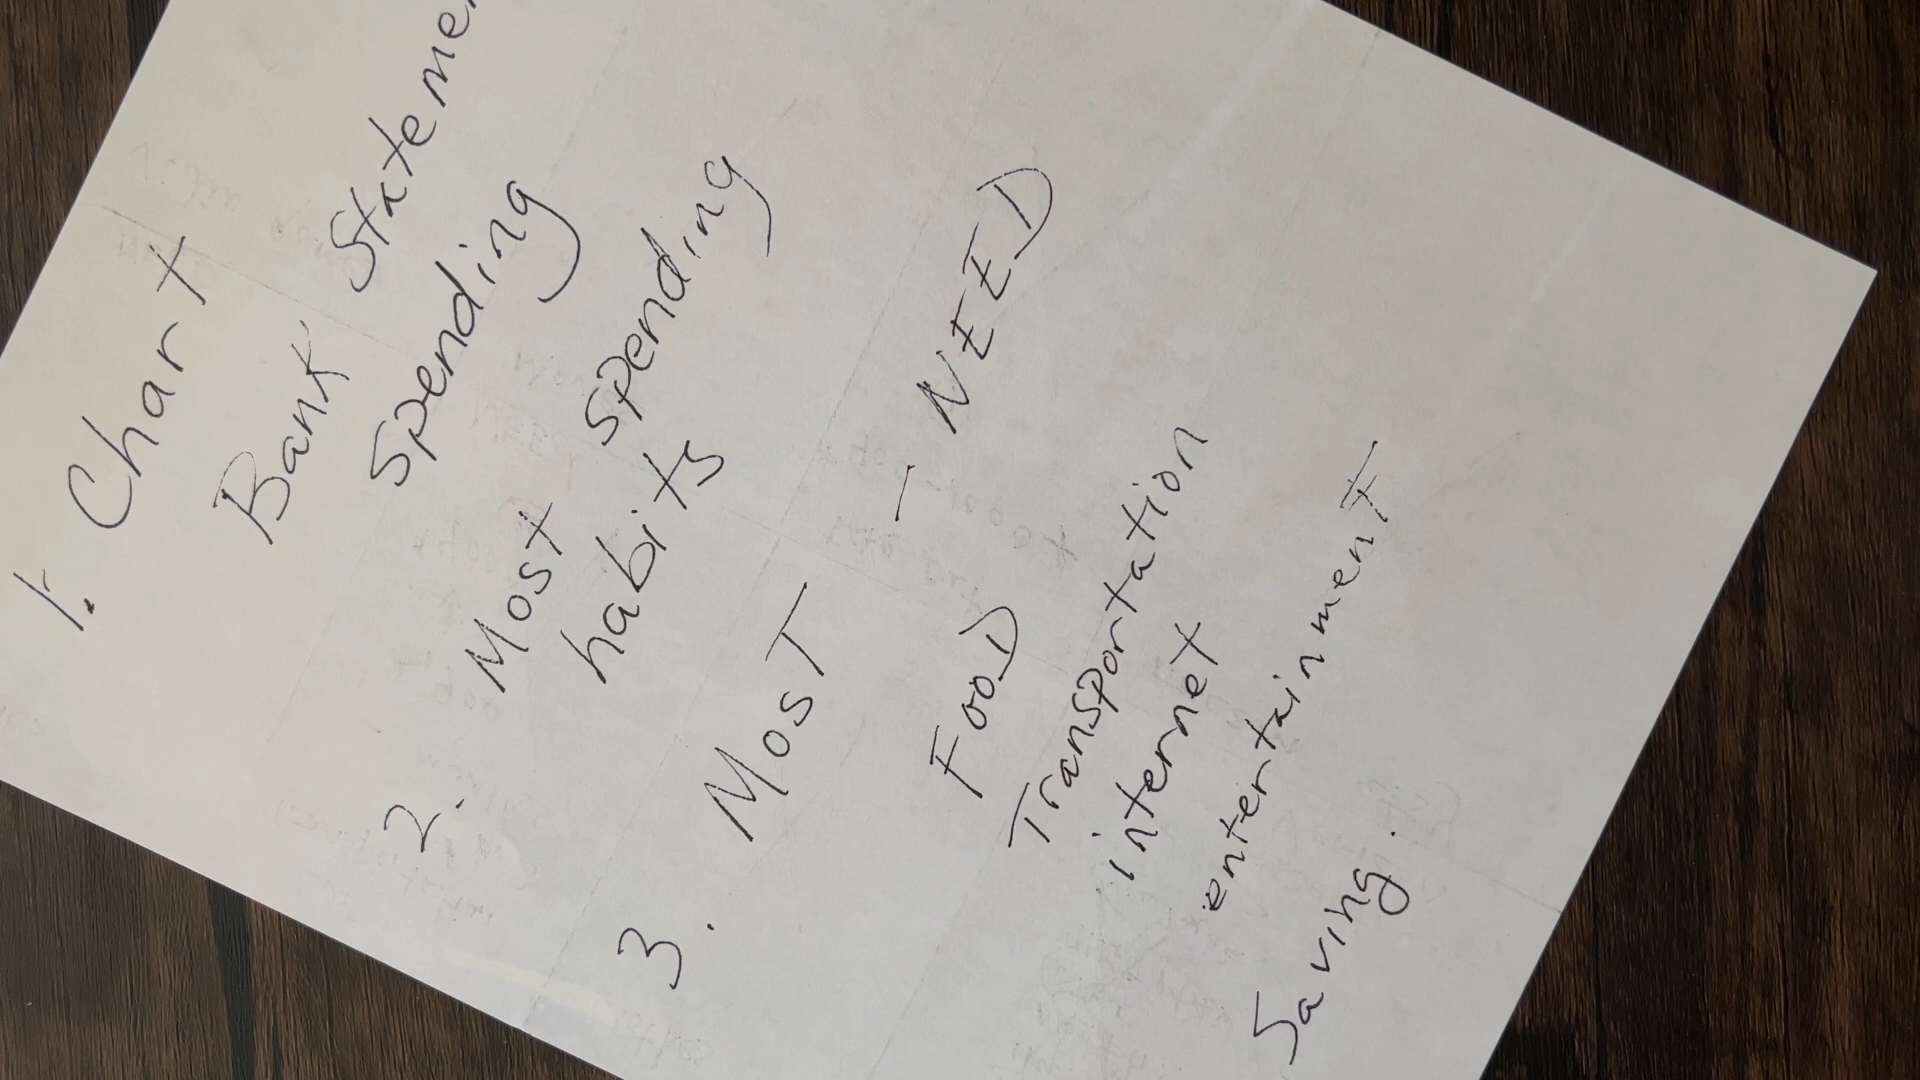 1. Chart
Bank Stateme
Spending
2. Most spending
habits
3. MosT - NEED
FooD
Transportation
internet
entertainment
Saving.